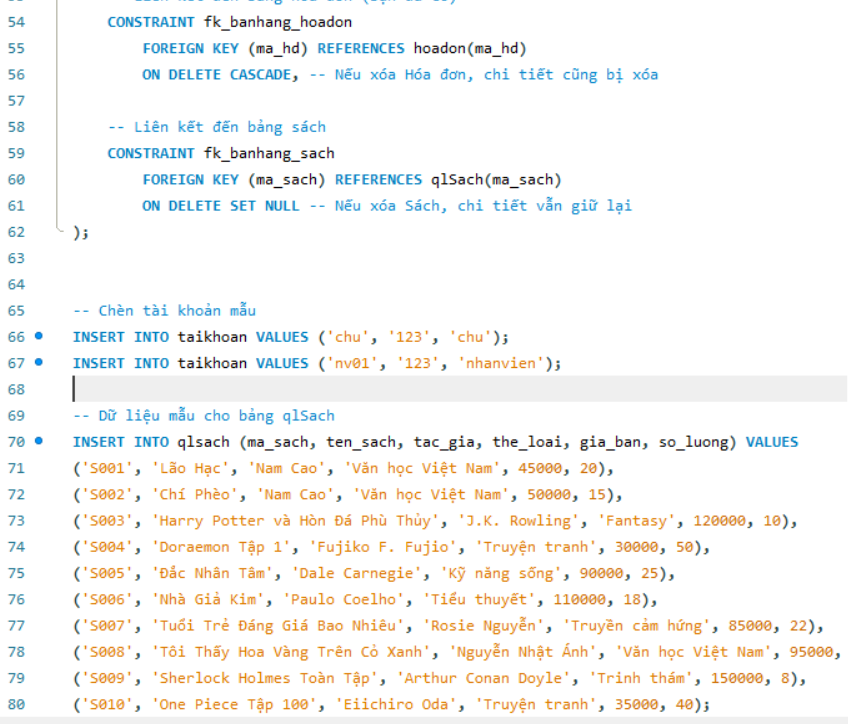 54 CONSTRAINT fk_banhang_hoadon
55 FOREIGN KEY (ma_hd) REFERENCES hoadon(ma_hd)
56 ON DELETE CASCADE, -- Nếu xóa Hóa đơn, chi tiết cũng bị xóa
57
58 -- Liên kết đến bảng sách
59 CONSTRAINT fk_banhang_sach
60 FOREIGN KEY (ma_sach) REFERENCES qlSach(ma_sach)
61 ON DELETE SET NULL -- Nếu xóa Sách, chi tiết vẫn giữ lại
62 );
63
64
65 -- Chèn tài khoản mẫu
66 INSERT INTO taikhoan VALUES ('chu', '123', 'chu');
67 INSERT INTO taikhoan VALUES ('nv01', '123', 'nhanvien');
68
69 -- Dữ liệu mẫu cho bảng qlSach
70 INSERT INTO qlsach (ma_sach, ten_sach, tac_gia, the_loai, gia_ban, so_luong) VALUES
71 ('S001', 'Lão Hạc', 'Nam Cao', 'Văn học Việt Nam', 45000, 20),
72 ('S002', 'Chí Phèo', 'Nam Cao', 'Văn học Việt Nam', 50000, 15),
73 ('S003', 'Harry Potter và Hòn Đá Phù Thủy', 'J.K. Rowling', 'Fantasy', 120000, 10),
74 ('S004', 'Doraemon Tập 1', 'Fujiko F. Fujio', 'Truyện tranh', 30000, 50),
75 ('S005', 'Đắc Nhân Tâm', 'Dale Carnegie', 'Kỹ năng sống', 90000, 25),
76 ('S006', 'Nhà Giả Kim', 'Paulo Coelho', 'Tiểu thuyết', 110000, 18),
77 ('S007', 'Tuổi Trẻ Đáng Giá Bao Nhiêu', 'Rosie Nguyễn', 'Truyền cảm hứng', 85000, 22),
78 ('S008', 'Tôi Thấy Hoa Vàng Trên Cỏ Xanh', 'Nguyễn Nhật Ánh', 'Văn học Việt Nam', 95000,
79 ('S009', 'Sherlock Holmes Toàn Tập', 'Arthur Conan Doyle', 'Trinh thám', 150000, 8),
80 ('S010', 'One Piece Tập 100', 'Eiichiro Oda', 'Truyện tranh', 35000, 40);